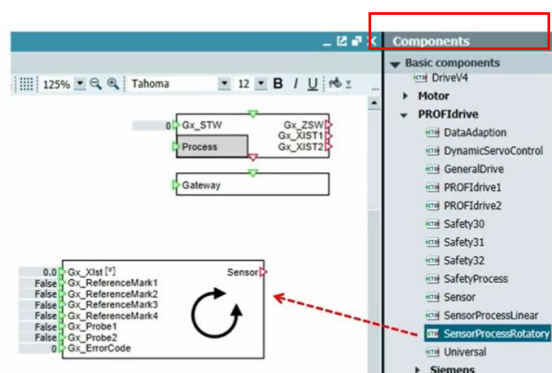 Components
Basic components
DriveV4
125% Tahoma 12 B I U
Motor
PROFIdrive
DataAdaption
DynamicServoControl
GeneralDrive
PROFIdrive1
PROFIdrive2
Safety30
Safety31
Safety32
SafetyProcess
Sensor
SensorProcessLinear
SensorProcessRotatory
Universal
Siemens
0 Gx_STW Gx_ZSW
Gx_XIST1
Process Gx_XIST2
Gateway
0.0 Gx_XIst [°] Sensor
False Gx_ReferenceMark1
False Gx_ReferenceMark2
False Gx_ReferenceMark3
False Gx_ReferenceMark4
False Gx_Probe1
False Gx_Probe2
0 Gx_ErrorCode